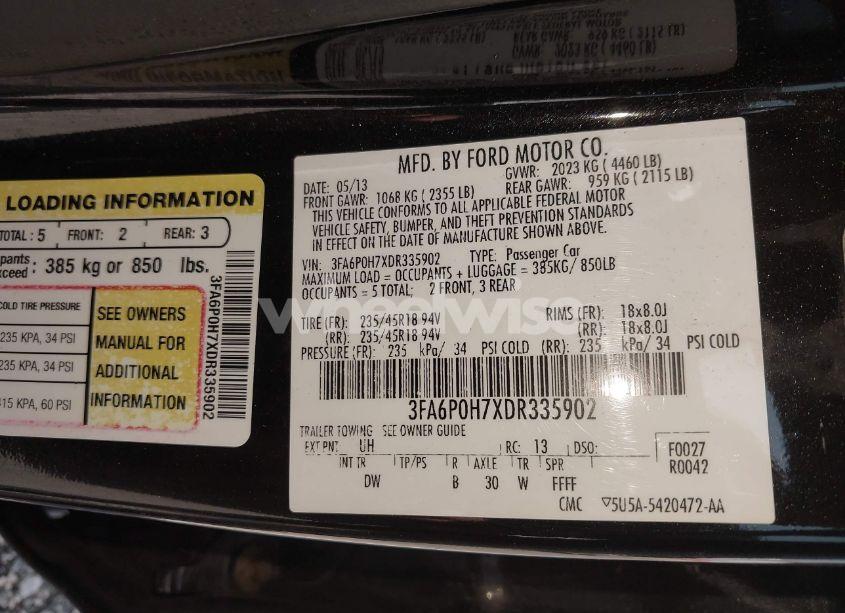 LOADING INFORMATION
TOTAL : 5 FRONT: 2 REAR: 3
385 kg or 850 lbs.
COLD TIRE PRESSURE
235 KPA, 34 PSI
235 KPA, 34 PSI
415 KPA, 60 PSI
SEE OWNERS
MANUAL FOR
ADDITIONAL
INFORMATION
3FA6P0H7XDR335902
MFD. BY FORD MOTOR CO.
DATE: 05/13 GVWR: 2023 KG ( 4460 LB)
FRONT GAWR: 1068 KG ( 2355 LB) REAR GAWR: 959 KG ( 2115 LB)
THIS VEHICLE CONFORMS TO ALL APPLICABLE FEDERAL MOTOR
VEHICLE SAFETY, BUMPER, AND THEFT PREVENTION STANDARDS
IN EFFECT ON THE DATE OF MANUFACTURE SHOWN ABOVE.
VIN: 3FA6P0H7XDR335902 TYPE: Passenger Car
MAXIMUM LOAD = OCCUPANTS + LUGGAGE = 385KG/ 850LB
OCCUPANTS = 5 TOTAL: 2 FRONT, 3 REAR
TIRE (FR): 235/45R18 94V RIMS (FR): 18x8.0J
(RR): 235/45R18 94V (RR): 18x8.0J
PRESSURE (FR): 235 kPa/ 34 PSI COLD (RR): 235 kPa/ 34 PSI COLD
3FA6P0H7XDR335902
TRAILER TOWING SEE OWNER GUIDE
EXT PNT: UH RC: 13 DSO: F0027
R0042
INT TR TP/PS R AXLE TR SPR
DW B 30 W FFFF
CMC 5U5A-5420472-AA
wheelwise